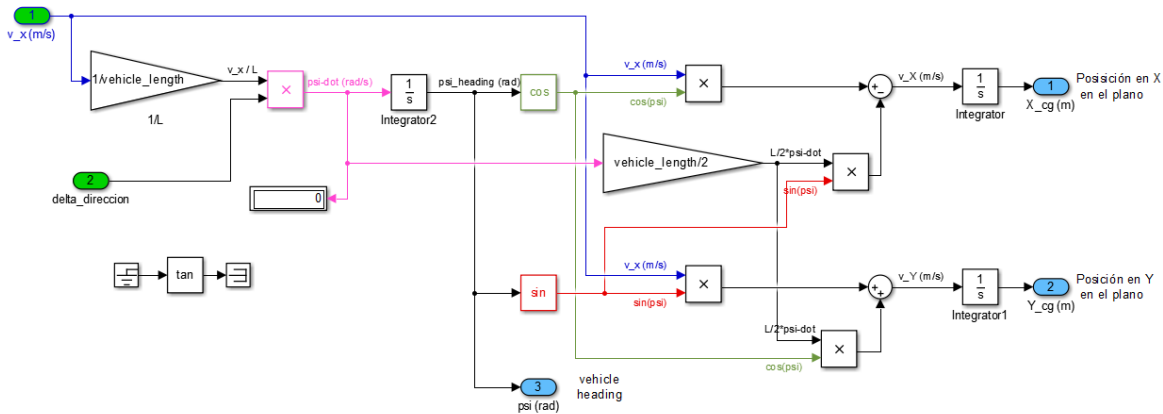 1
v_x (m/s)
1/vehicle_length
1/L
v_x / L
×
psi-dot (rad/s)
1
s
Integrator2
psi_heading (rad)
cos
cos(psi)
v_x (m/s)
×
+
−
v_X (m/s)
1
s
Integrator
1
X_cg (m)
Posisición en X
en el plano
2
delta_direccion
0
vehicle_length/2
L/2*psi-dot
sin(psi)
×
tan
sin
sin(psi)
v_x (m/s)
×
+
+
v_Y (m/s)
1
s
Integrator1
2
Y_cg (m)
Posición en Y
en el plano
L/2*psi-dot
cos(psi)
×
3
psi (rad)
vehicle
heading